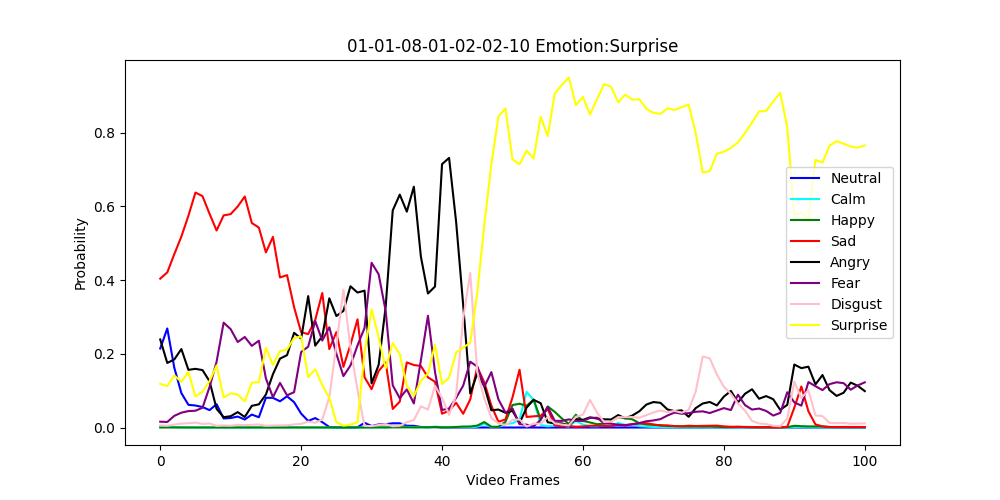 01-01-08-01-02-02-10 Emotion:Surprise
Probability
0.8
0.6
0.4
0.2
0.0
0 20 40 60 80 100
Video Frames
Neutral
Calm
Happy
Sad
Angry
Fear
Disgust
Surprise